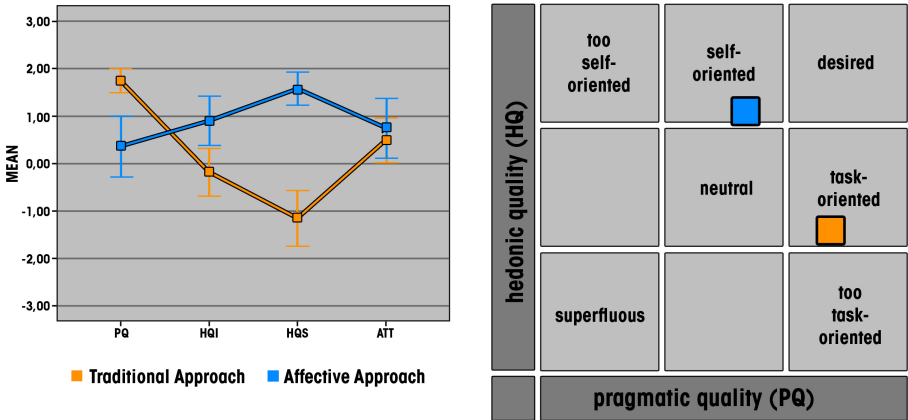 3,00
2,00
1,00
0,00
-1,00
-2,00
-3,00
MEAN
PQ
HQI
HQS
ATT
Traditional Approach
Affective Approach
hedonic quality (HQ)
too
self-
oriented
self-
oriented
desired
neutral
task-
oriented
superfluous
too
task-
oriented
pragmatic quality (PQ)